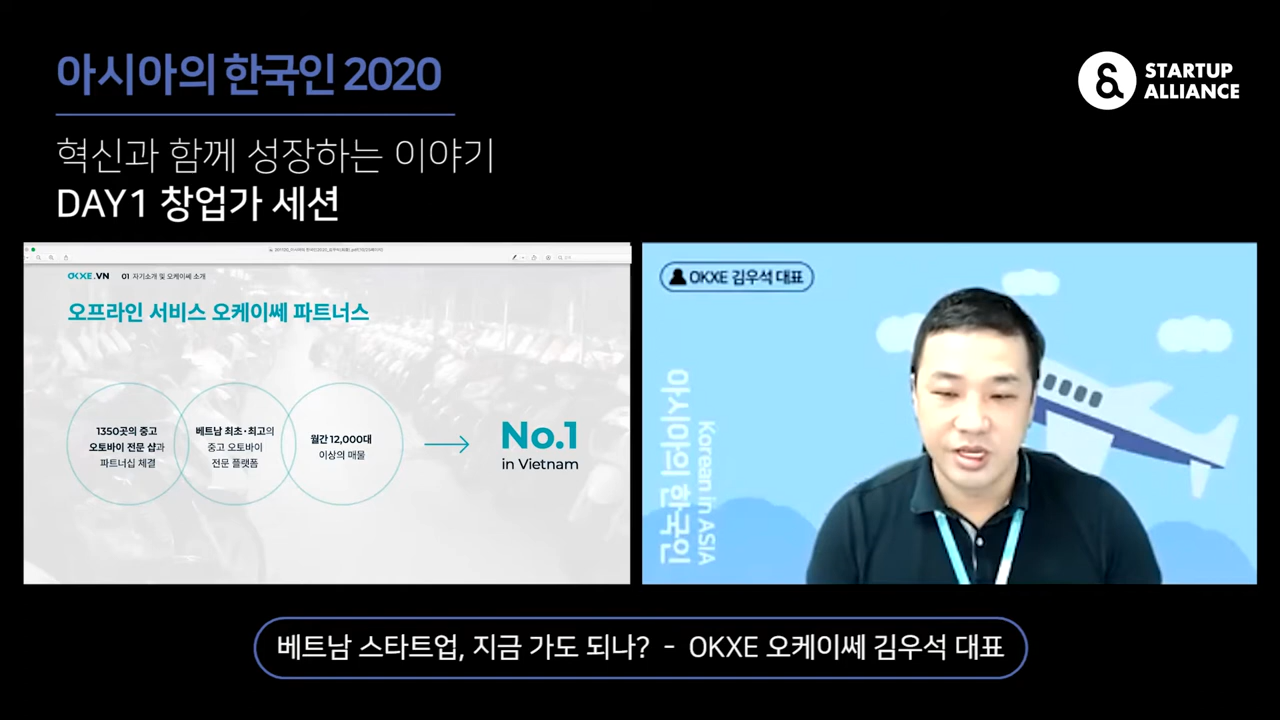 아시아의 한국인 2020
STARTUP
ALLIANCE
혁신과 함께 성장하는 이야기
DAY1 창업가 세션
OKXE.VN 01 자기소개 및 오케이쎄 소개
오프라인 서비스 오케이쎄 파트너스
1350곳의 중고
오토바이 전문 샵과
파트너십 체결
베트남 최초·최고의
중고 오토바이
전문 플랫폼
월간 12,000대
이상의 매물
No.1
in Vietnam
OKXE 김우석 대표
아시아의 한국인
Korean in ASIA
베트남 스타트업, 지금 가도 되나? - OKXE 오케이쎄 김우석 대표